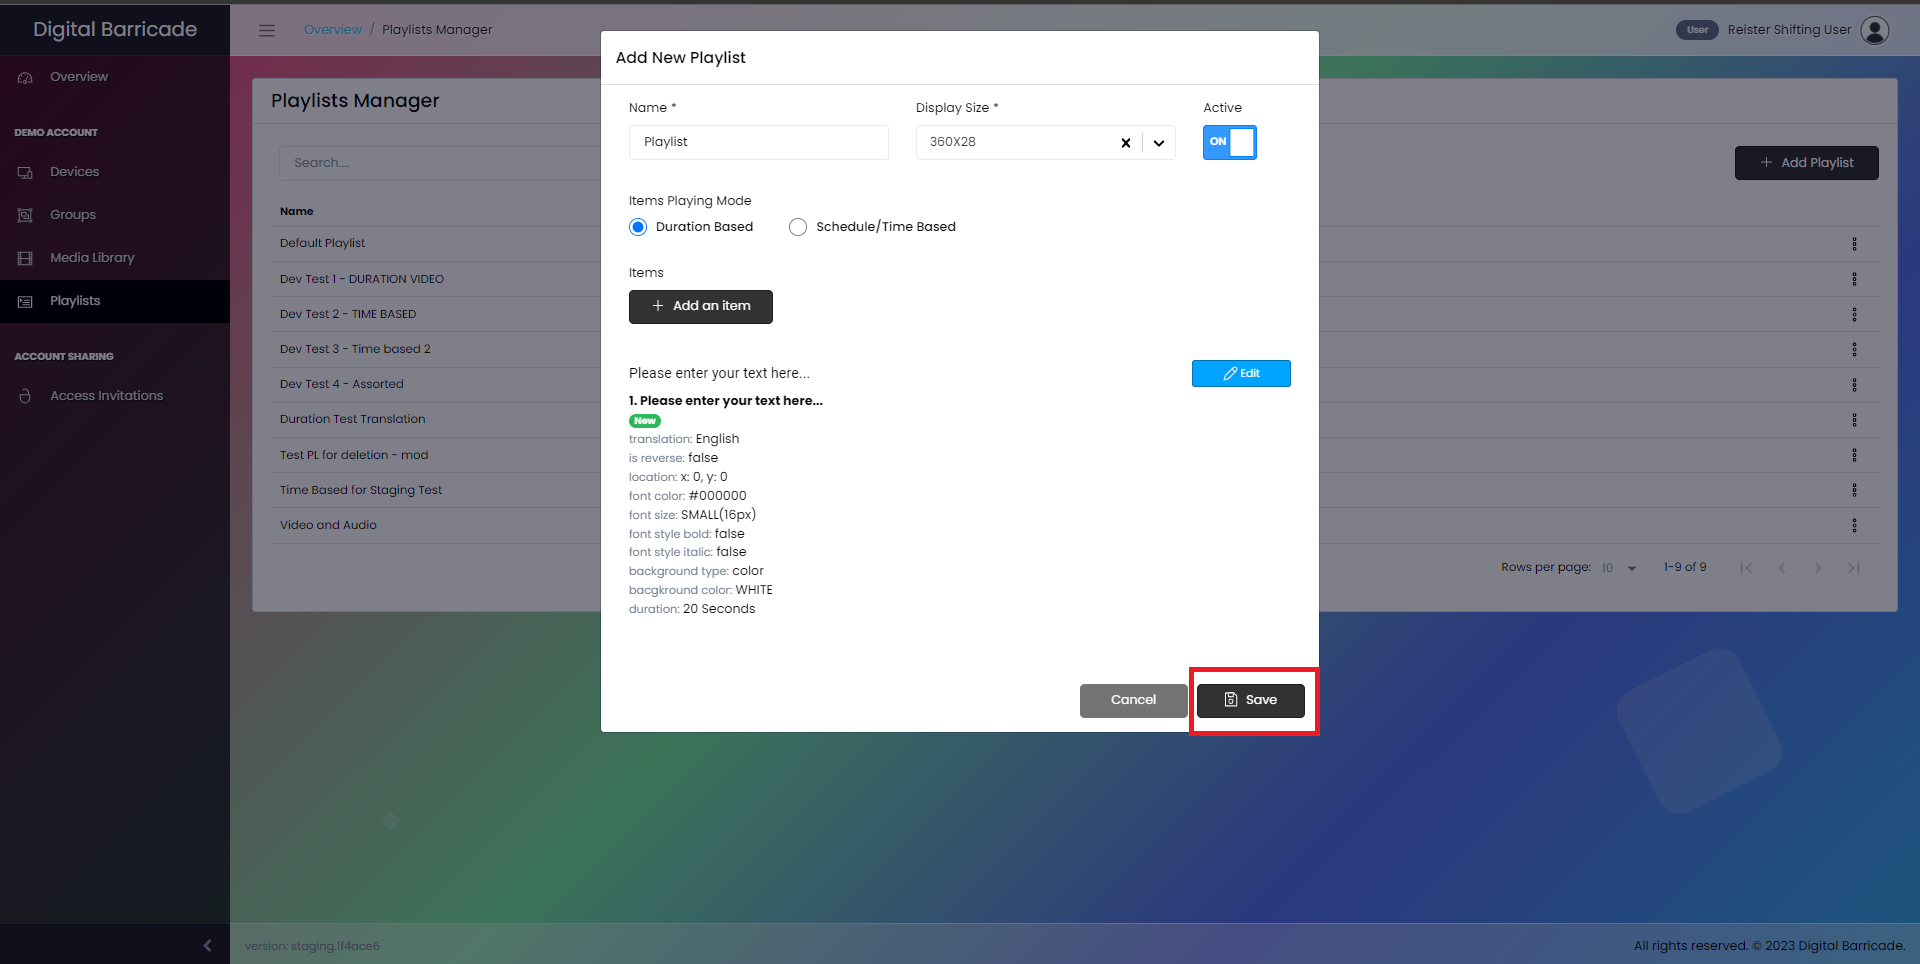 Digital Barricade
Overview / Playlists Manager
User Reister Shifting User
Overview
DEMO ACCOUNT
Devices
Groups
Media Library
Playlists
ACCOUNT SHARING
Access Invitations
Playlists Manager
Search....
+ Add Playlist
Name
Default Playlist
Dev Test 1 - DURATION VIDEO
Dev Test 2 - TIME BASED
Dev Test 3 - Time based 2
Dev Test 4 - Assorted
Duration Test Translation
Test PL for deletion - mod
Time Based for Staging Test
Video and Audio
Rows per page: 10 1-9 of 9
Add New Playlist
Name * Display Size * Active
Playlist 360X28 ON
Items Playing Mode
Duration Based Schedule/Time Based
Items
+ Add an item
Please enter your text here... Edit
1. Please enter your text here...
New
translation: English
is reverse: false
location: x: 0, y: 0
font color: #000000
font size: SMALL(16px)
font style bold: false
font style italic: false
background type: color
bacgkround color: WHITE
duration: 20 Seconds
Cancel Save
version: staging.1f4ace6
All rights reserved. © 2023 Digital Barricade.